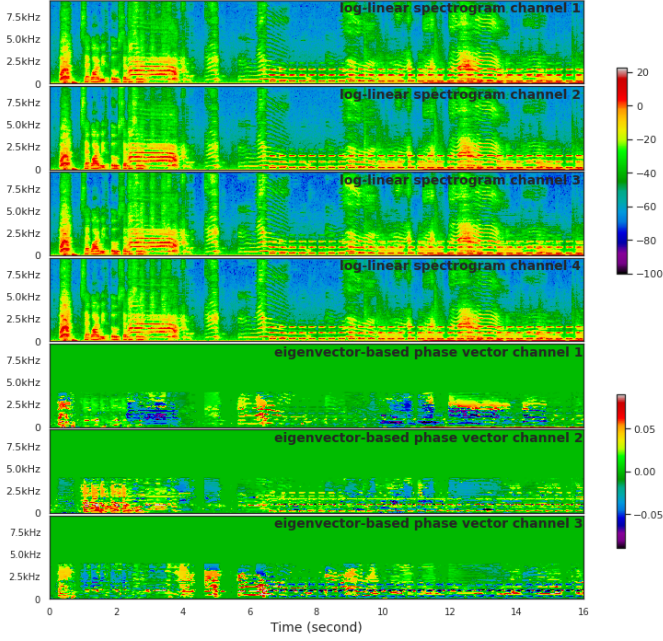 log-linear spectrogram channel 1
7.5kHz
5.0kHz
2.5kHz
0
log-linear spectrogram channel 2
7.5kHz
5.0kHz
2.5kHz
0
log-linear spectrogram channel 3
7.5kHz
5.0kHz
2.5kHz
0
log-linear spectrogram channel 4
7.5kHz
5.0kHz
2.5kHz
0
20
0
−20
−40
−60
−80
−100
eigenvector-based phase vector channel 1
7.5kHz
5.0kHz
2.5kHz
0
eigenvector-based phase vector channel 2
7.5kHz
5.0kHz
2.5kHz
0
eigenvector-based phase vector channel 3
7.5kHz
5.0kHz
2.5kHz
0
0.05
0.00
−0.05
0 2 4 6 8 10 12 14 16
Time (second)